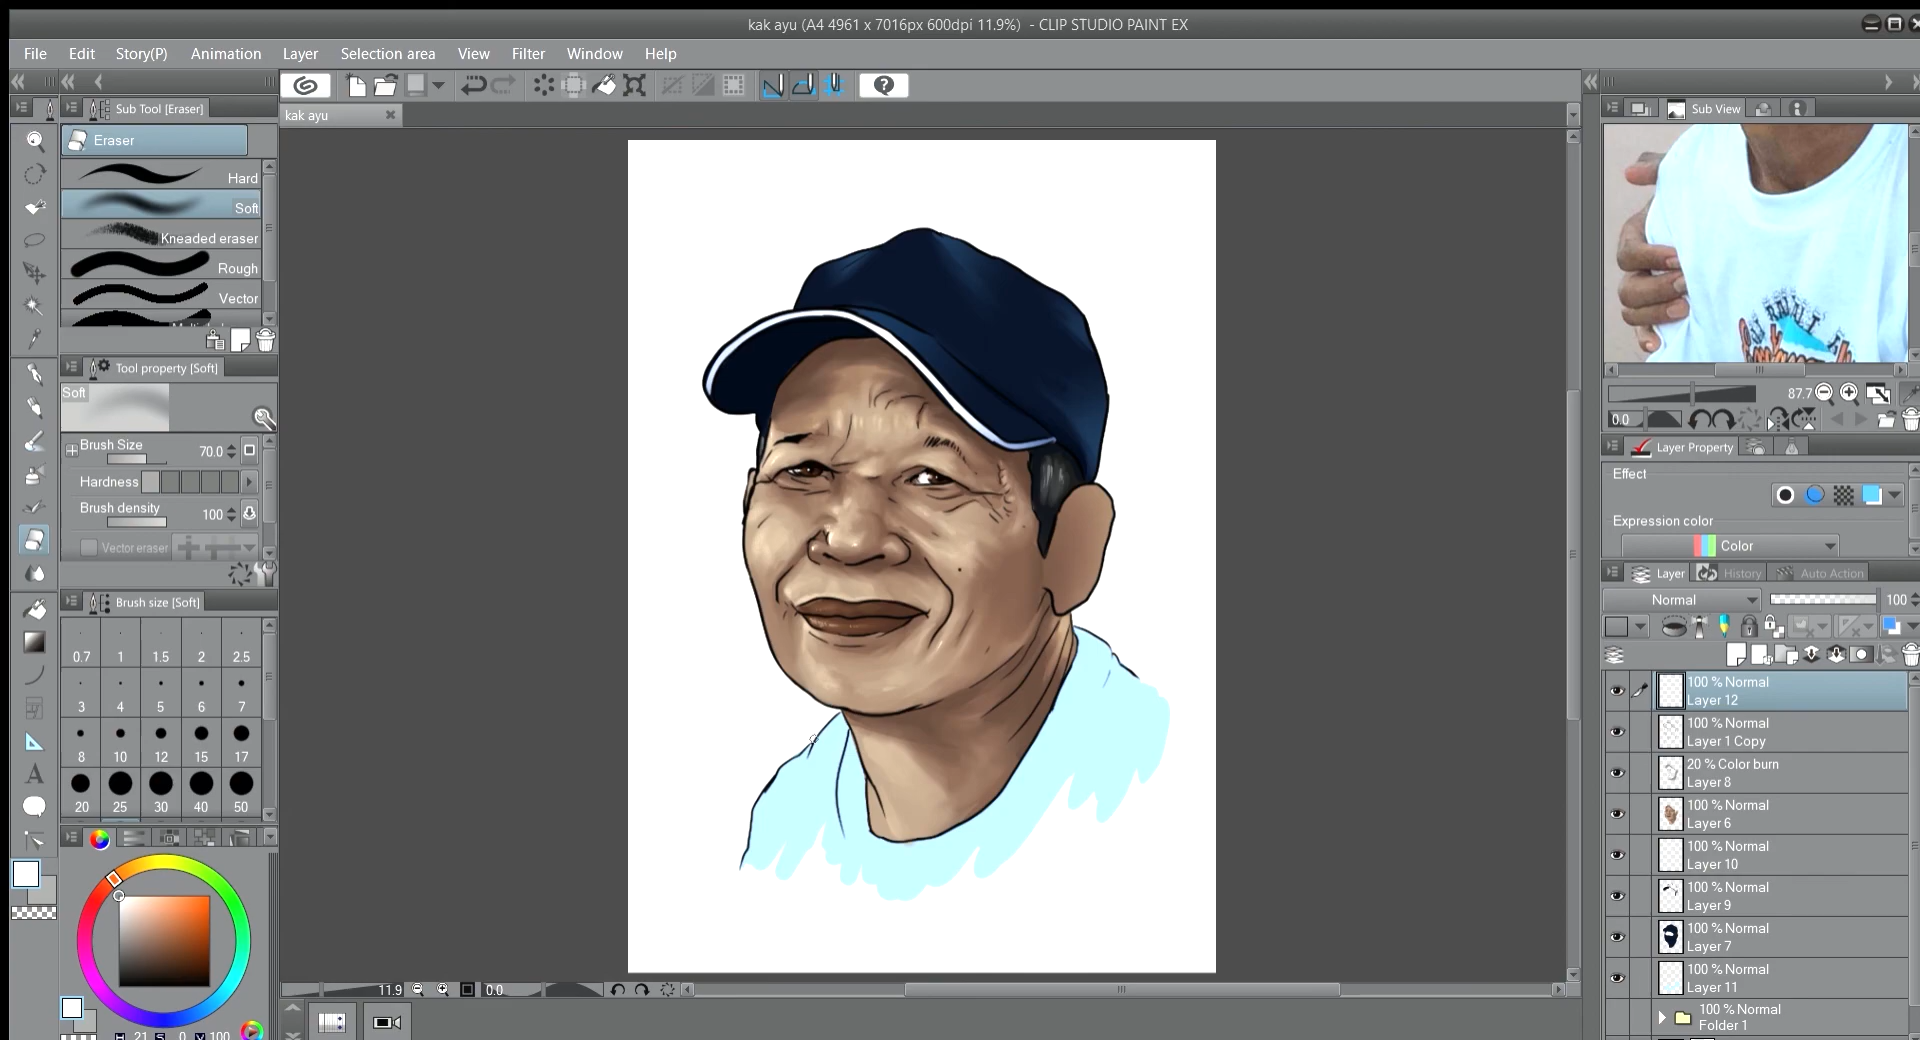 kak ayu (A4 4961 x 7016px 600dpi 11.9%) - CLIP STUDIO PAINT EX
File Edit Story(P) Animation Layer Selection area View Filter Window Help
Sub Tool [Eraser]
Eraser
Hard
Soft
Kneaded eraser
Rough
Vector
Tool property [Soft]
Soft
Brush Size 70.0
Hardness
Brush density 100
Vector eraser
Brush size [Soft]
0.7 1 1.5 2 2.5
3 4 5 6 7
8 10 12 15 17
20 25 30 40 50
H 21 S 0 V 100
kak ayu
11.9 0.0
Sub View
87.7
0.0
Layer Property
Effect
Expression color
Color
Layer History Auto Action
Normal 100
100 % Normal
Layer 12
100 % Normal
Layer 1 Copy
20 % Color burn
Layer 8
100 % Normal
Layer 6
100 % Normal
Layer 10
100 % Normal
Layer 9
100 % Normal
Layer 7
100 % Normal
Layer 11
100 % Normal
Folder 1